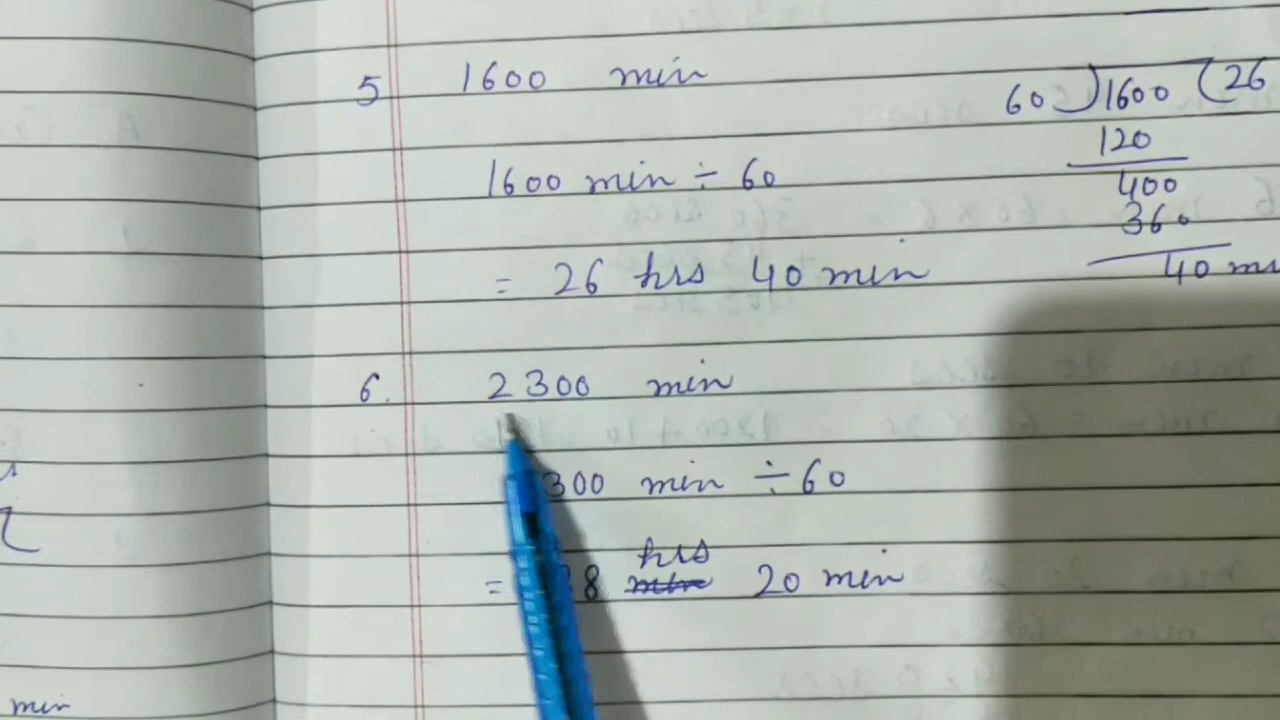 5 1600 min
60)1600(26
120
1600 min ÷ 60
400
360
= 26 hrs 40 min
40
6. 2300 min
300 min ÷ 60
hrs
= 38 min 20 min
min